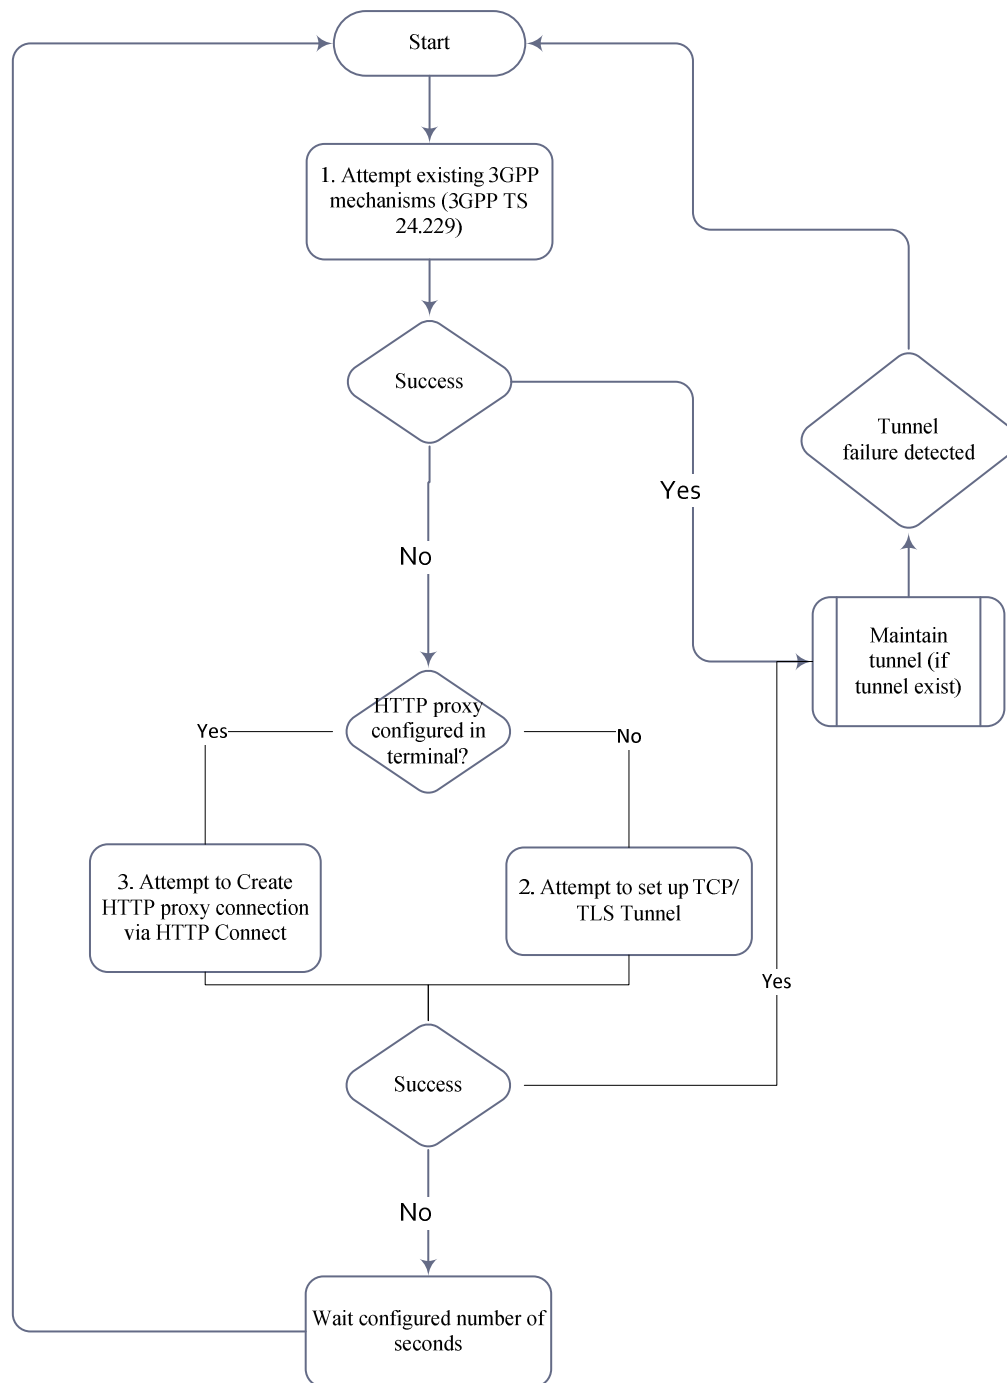 Start
1. Attempt existing 3GPP
mechanisms (3GPP TS
24.229)
Success
Tunnel
failure detected
Yes
No
Maintain
tunnel (if
tunnel exist)
HTTP proxy
configured in
terminal?
Yes
No
3. Attempt to Create
HTTP proxy connection
via HTTP Connect
2. Attempt to set up TCP/
TLS Tunnel
Yes
Success
No
Wait configured number of
seconds